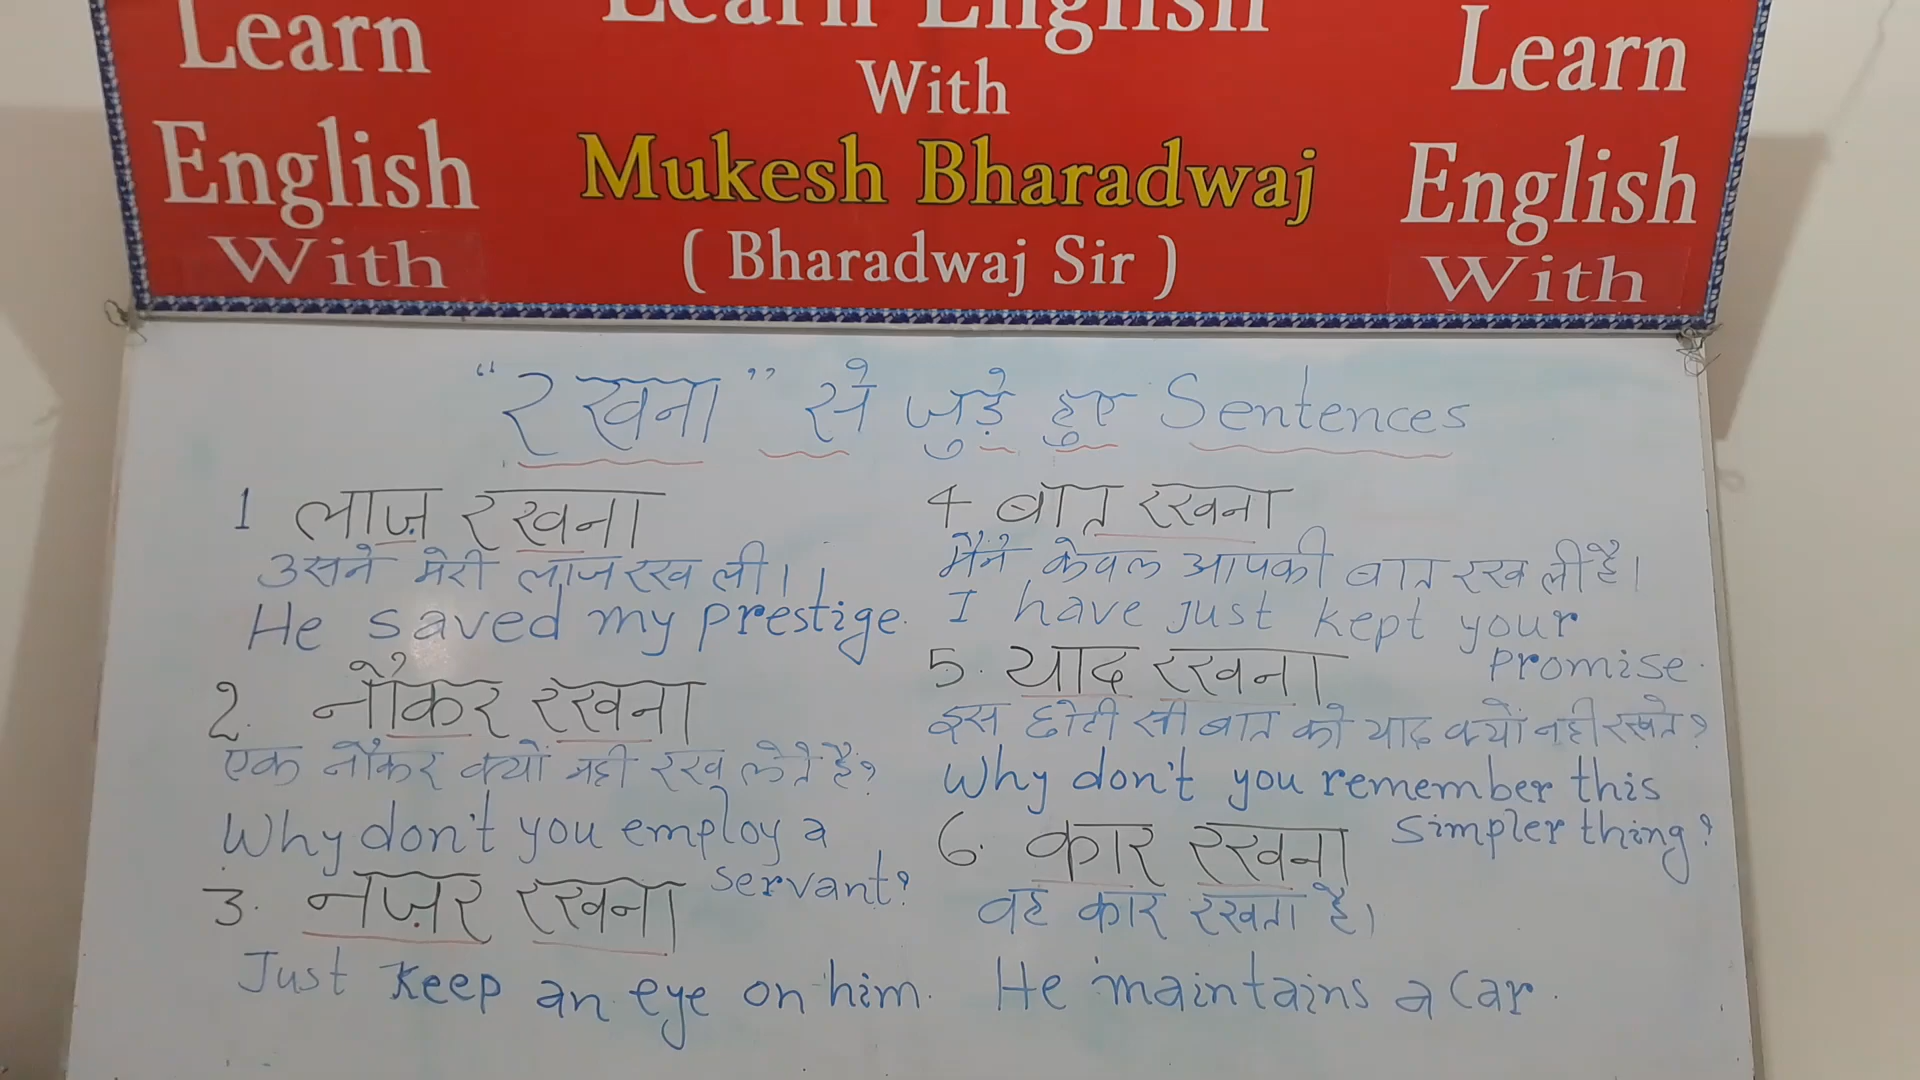 Learn
English
With
Learn English
With
Mukesh Bharadwaj
( Bharadwaj Sir )
Learn
English
With
"रखना" से जुड़े हुए Sentences
1 लाज़ रखना
उसने मेरी लाज रख ली।
He saved my prestige.
2. नौकर रखना
एक नौकर क्यों नही रख लेते है?
Why don't you employ a
servant?
3. नज़र रखना
Just keep an eye on him.
4 बात रखना
मैंने केवल आपकी बात रख ली है।
I have just kept your
promise.
5. याद रखना
इस छोटी सी बात को याद क्यों नही रखते?
Why don't you remember this
simpler thing?
6. कार रखना
वह कार रखता है।
He maintains a car.